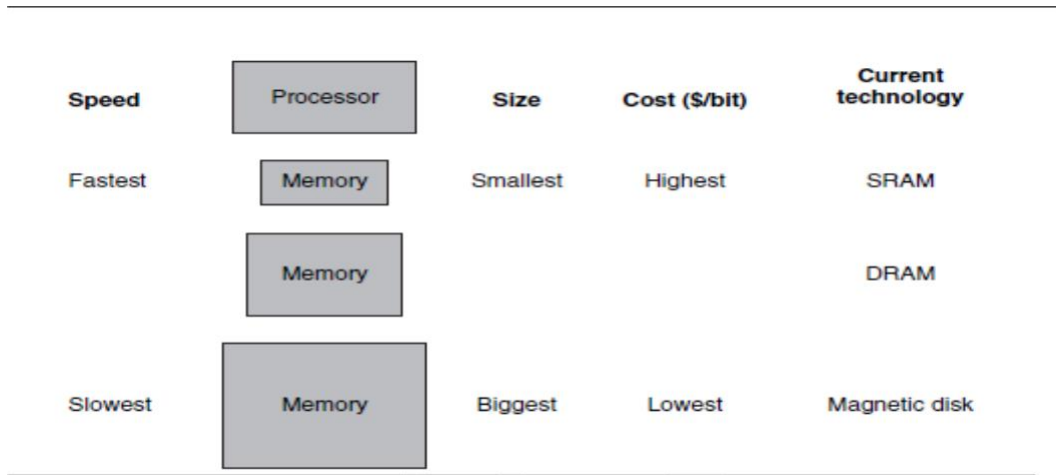 Speed Processor Size Cost ($/bit) Current
technology
Fastest Memory Smallest Highest SRAM
Memory DRAM
Slowest Memory Biggest Lowest Magnetic disk